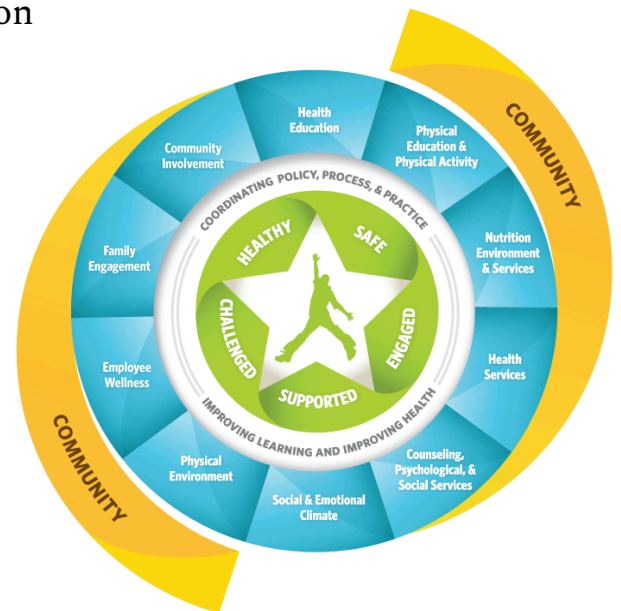 on
COMMUNITY
Health
Education
Physical
Education &
Physical Activity
Nutrition
Environment
& Services
Health
Services
Counseling,
Psychological, &
Social Services
Social & Emotional
Climate
Physical
Environment
Employee
Wellness
Family
Engagement
Community
Involvement
COORDINATING POLICY, PROCESS, & PRACTICE
IMPROVING LEARNING AND IMPROVING HEALTH
HEALTHY
SAFE
ENGAGED
SUPPORTED
CHALLENGED
COMMUNITY